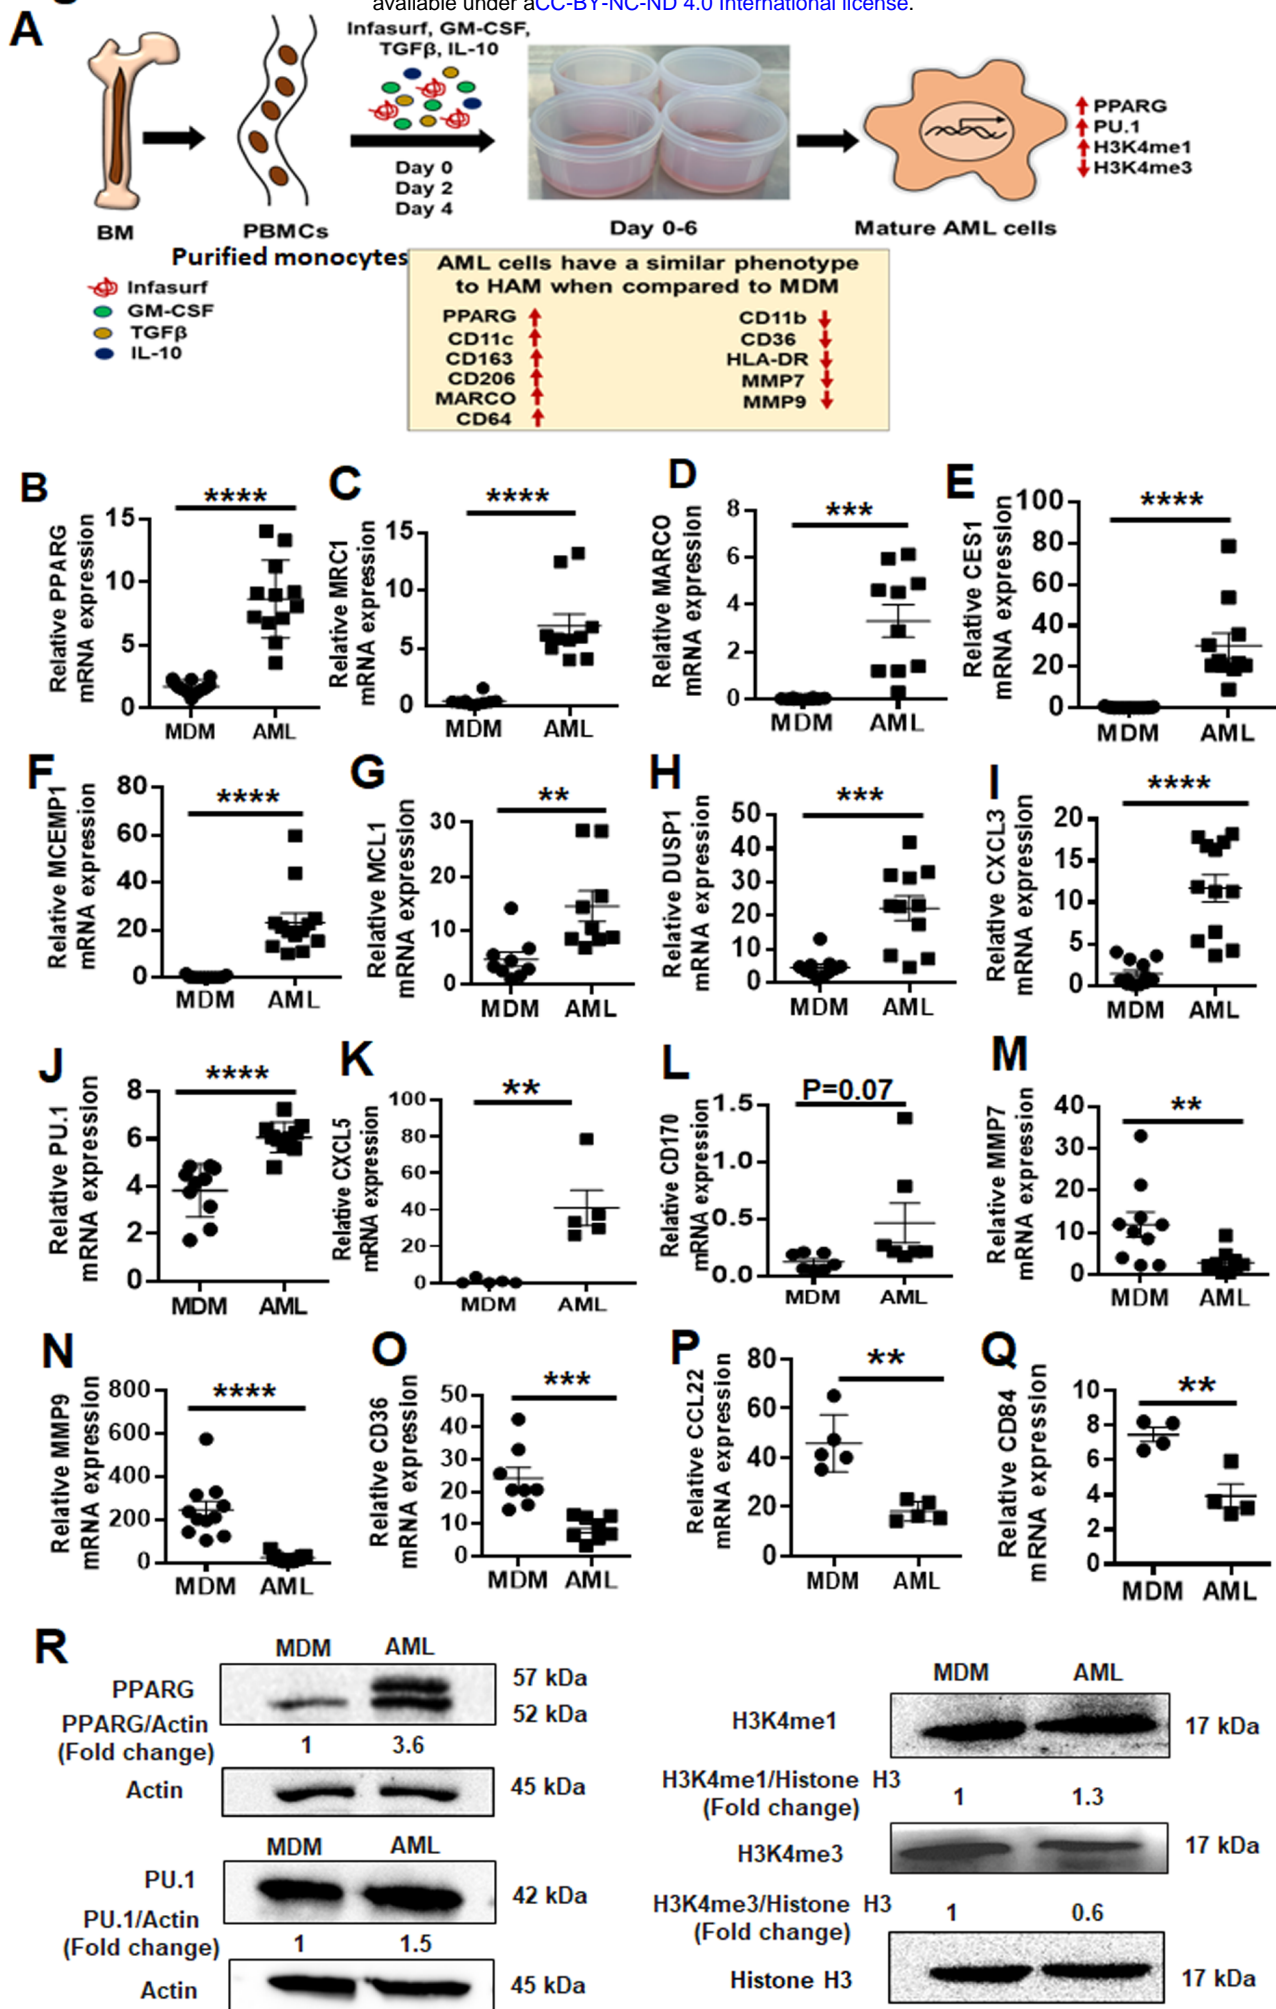 available under aCC-BY-NC-ND 4.0 International license.
A
Infasurf, GM-CSF,
TGFβ, IL-10
Day 0
Day 2
Day 4
PPARG
PU.1
H3K4me1
H3K4me3
BM
PBMCs
Day 0-6
Mature AML cells
Purified monocytes
Infasurf
GM-CSF
TGFβ
IL-10
AML cells have a similar phenotype
to HAM when compared to MDM
PPARG
CD11c
CD163
CD206
MARCO
CD64
CD11b
CD36
HLA-DR
MMP7
MMP9
B
Relative PPARG
mRNA expression
****
15
10
5
0
MDM AML
C
Relative MRC1
mRNA expression
****
15
10
5
0
MDM AML
D
Relative MARCO
mRNA expression
***
8
6
4
2
0
MDM AML
E
Relative CES1
mRNA expression
****
100
80
60
40
20
0
MDM AML
F
Relative MCEMP1
mRNA expression
****
80
60
40
20
0
MDM AML
G
Relative MCL1
mRNA expression
**
30
20
10
0
MDM AML
H
Relative DUSP1
mRNA expression
***
50
40
30
20
10
0
MDM AML
I
Relative CXCL3
mRNA expression
****
20
15
10
5
0
MDM AML
J
Relative PU.1
mRNA expression
****
8
6
4
2
0
MDM AML
K
Relative CXCL5
mRNA expression
**
100
80
60
40
20
0
MDM AML
L
Relative CD170
mRNA expression
P=0.07
1.5
1.0
0.5
0.0
MDM AML
M
Relative MMP7
mRNA expression
**
40
30
20
10
0
MDM AML
N
Relative MMP9
mRNA expression
****
800
600
400
200
0
MDM AML
O
Relative CD36
mRNA expression
***
50
40
30
20
10
0
MDM AML
P
Relative CCL22
mRNA expression
**
80
60
40
20
0
MDM AML
Q
Relative CD84
mRNA expression
**
10
8
6
4
2
0
MDM AML
R
MDM AML
PPARG
57 kDa
52 kDa
PPARG/Actin
(Fold change)
1 3.6
Actin
45 kDa
MDM AML
PU.1
42 kDa
PU.1/Actin
(Fold change)
1 1.5
Actin
45 kDa
MDM AML
H3K4me1
17 kDa
H3K4me1/Histone H3
(Fold change)
1 1.3
H3K4me3
17 kDa
H3K4me3/Histone H3
(Fold change)
1 0.6
Histone H3
17 kDa